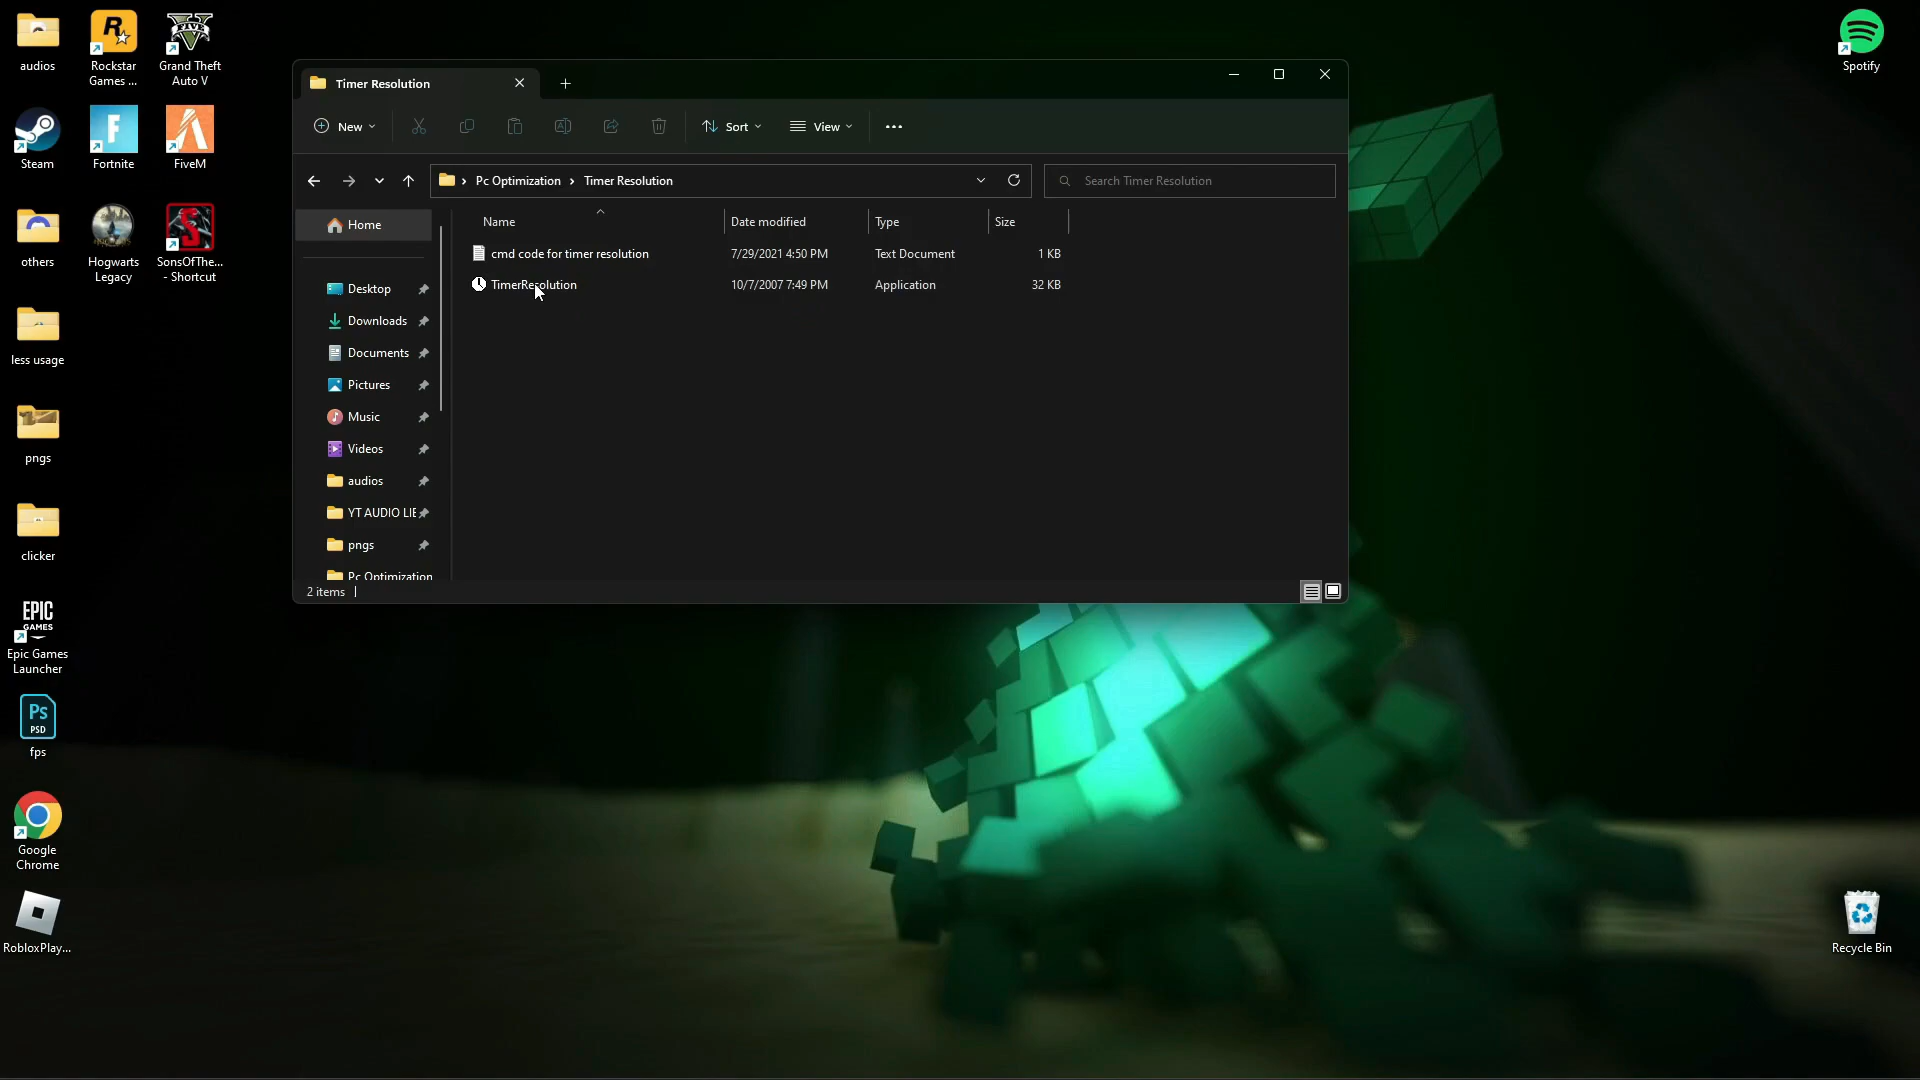 audios
Rockstar
Games ...
Grand Theft
Auto V
Spotify
Steam
Fortnite
FiveM
others
Hogwarts
Legacy
SonsOfThe...
- Shortcut
less usage
pngs
clicker
EPIC
GAMES
Epic Games
Launcher
Ps
PSD
fps
Google
Chrome
RobloxPlay...
Recycle Bin
Timer Resolution
New
Sort
View
Pc Optimization > Timer Resolution
Search Timer Resolution
Home
Desktop
Downloads
Documents
Pictures
Music
Videos
audios
YT AUDIO LIE
pngs
Pc Optimization
Name Date modified Type Size
cmd code for timer resolution 7/29/2021 4:50 PM Text Document 1 KB
TimerResolution 10/7/2007 7:49 PM Application 32 KB
2 items